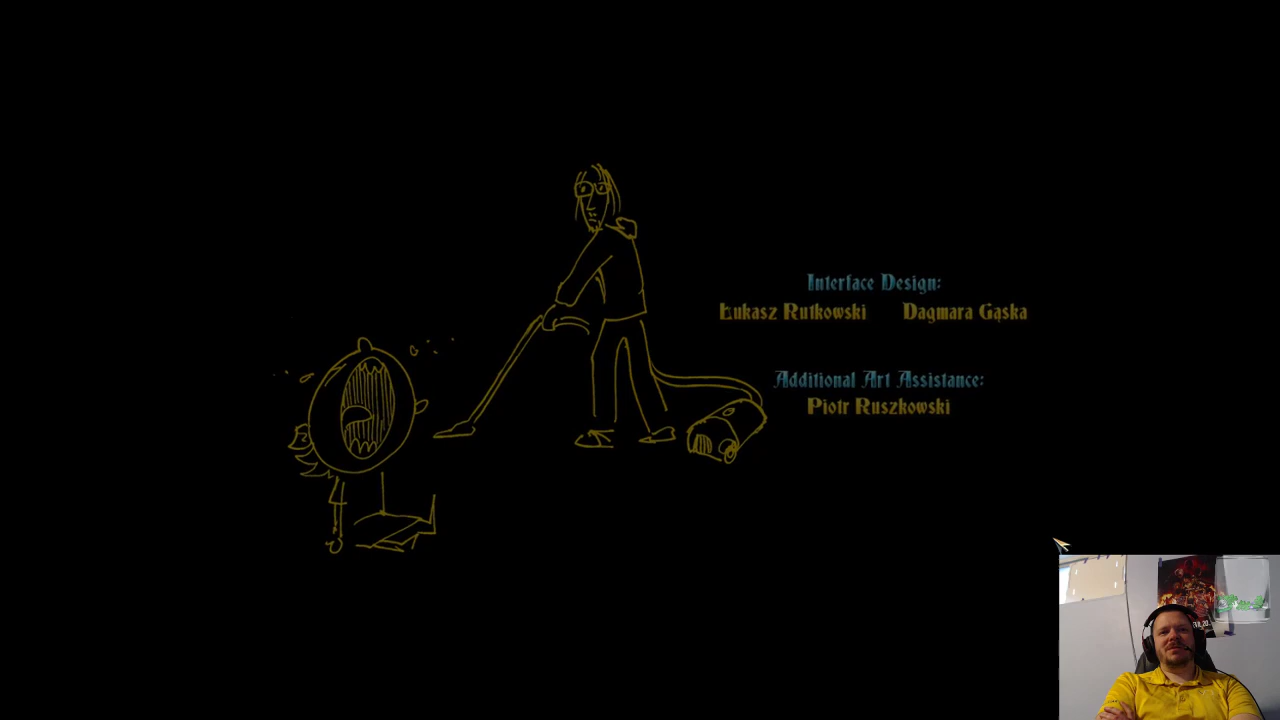 Interface Design:
Łukasz Rutkowski Dagmara Gąska
Additional Art Assistance:
Piotr Ruszkowski